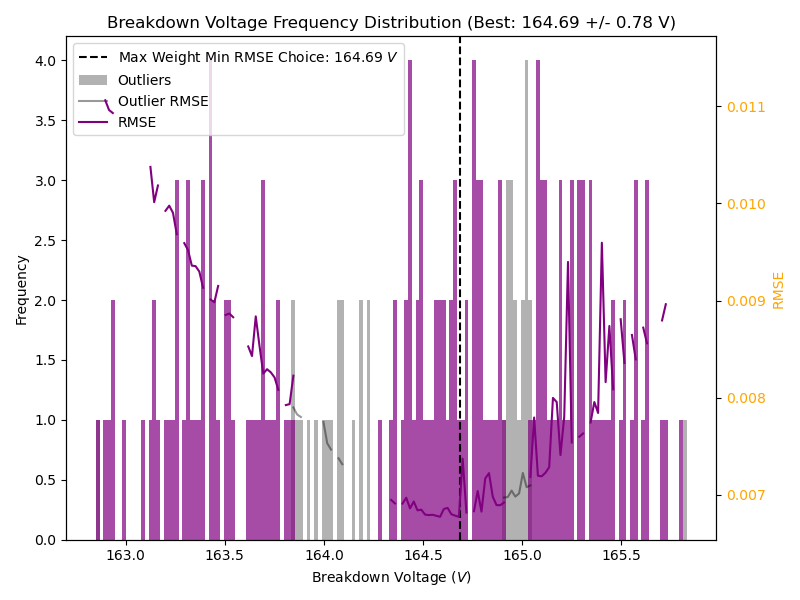 Breakdown Voltage Frequency Distribution (Best: 164.69 +/- 0.78 V)
Max Weight Min RMSE Choice: 164.69 V
Outliers
Outlier RMSE
RMSE
Frequency
4.0
3.5
3.0
2.5
2.0
1.5
1.0
0.5
0.0
0.011
0.010
0.009
0.008
0.007
RMSE
163.0
163.5
164.0
164.5
165.0
165.5
Breakdown Voltage (V)